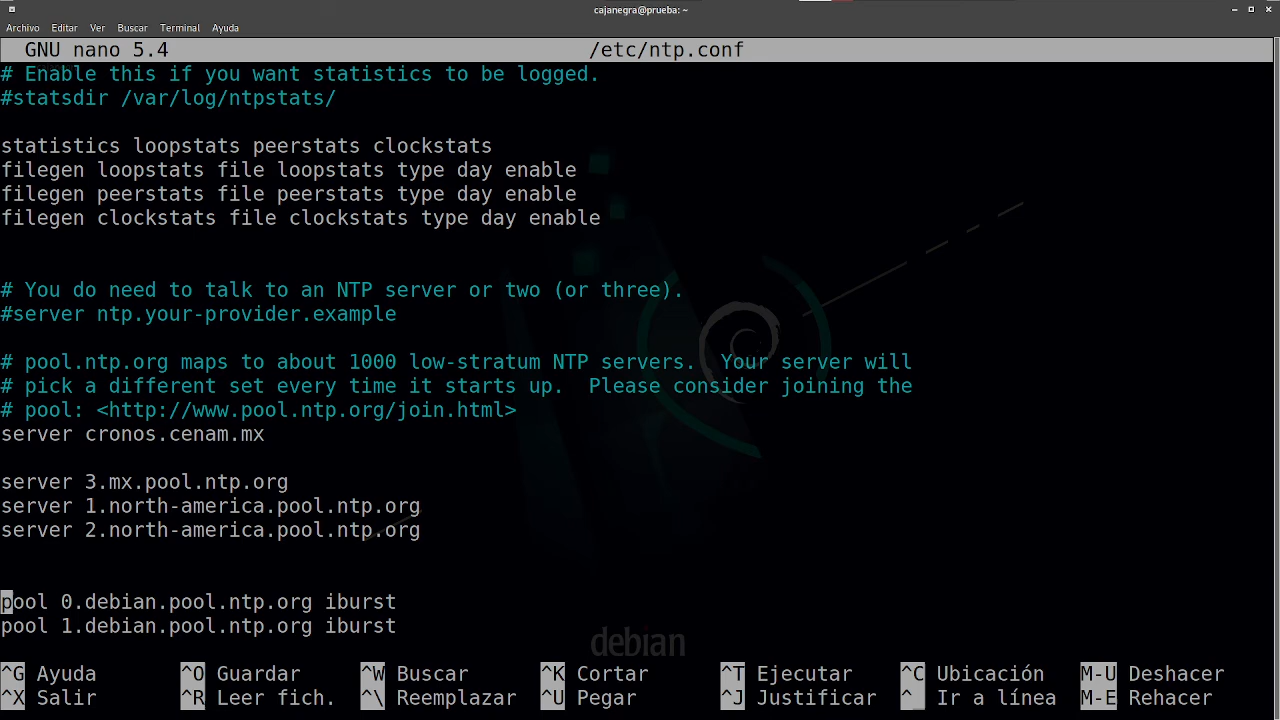 cajanegra@prueba: ~
Archivo Editar Ver Buscar Terminal Ayuda
GNU nano 5.4 /etc/ntp.conf
# Enable this if you want statistics to be logged.
#statsdir /var/log/ntpstats/
statistics loopstats peerstats clockstats
filegen loopstats file loopstats type day enable
filegen peerstats file peerstats type day enable
filegen clockstats file clockstats type day enable
# You do need to talk to an NTP server or two (or three).
#server ntp.your-provider.example
# pool.ntp.org maps to about 1000 low-stratum NTP servers.  Your server will
# pick a different set every time it starts up.  Please consider joining the
# pool: <http://www.pool.ntp.org/join.html>
server cronos.cenam.mx
server 3.mx.pool.ntp.org
server 1.north-america.pool.ntp.org
server 2.north-america.pool.ntp.org
pool 0.debian.pool.ntp.org iburst
pool 1.debian.pool.ntp.org iburst
debian
^G Ayuda ^O Guardar ^W Buscar ^K Cortar ^T Ejecutar ^C Ubicación M-U Deshacer
^X Salir ^R Leer fich. ^\ Reemplazar ^U Pegar ^J Justificar ^_ Ir a línea M-E Rehacer